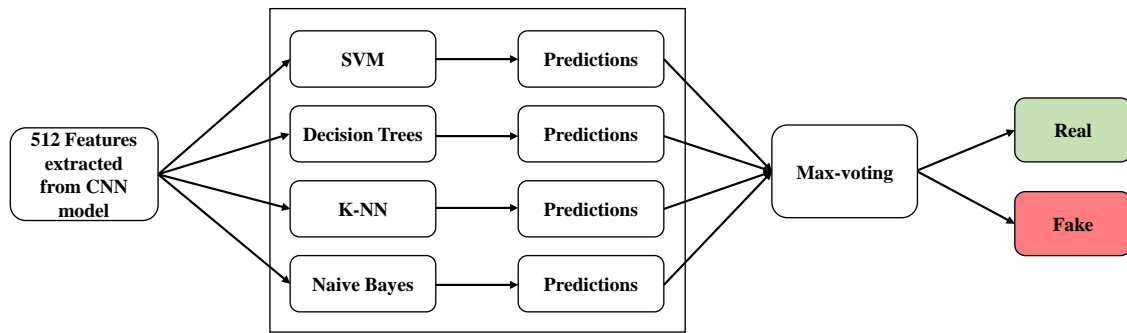 512 Features
extracted
from CNN
model
SVM
Predictions
Decision Trees
Predictions
K-NN
Predictions
Naive Bayes
Predictions
Max-voting
Real
Fake